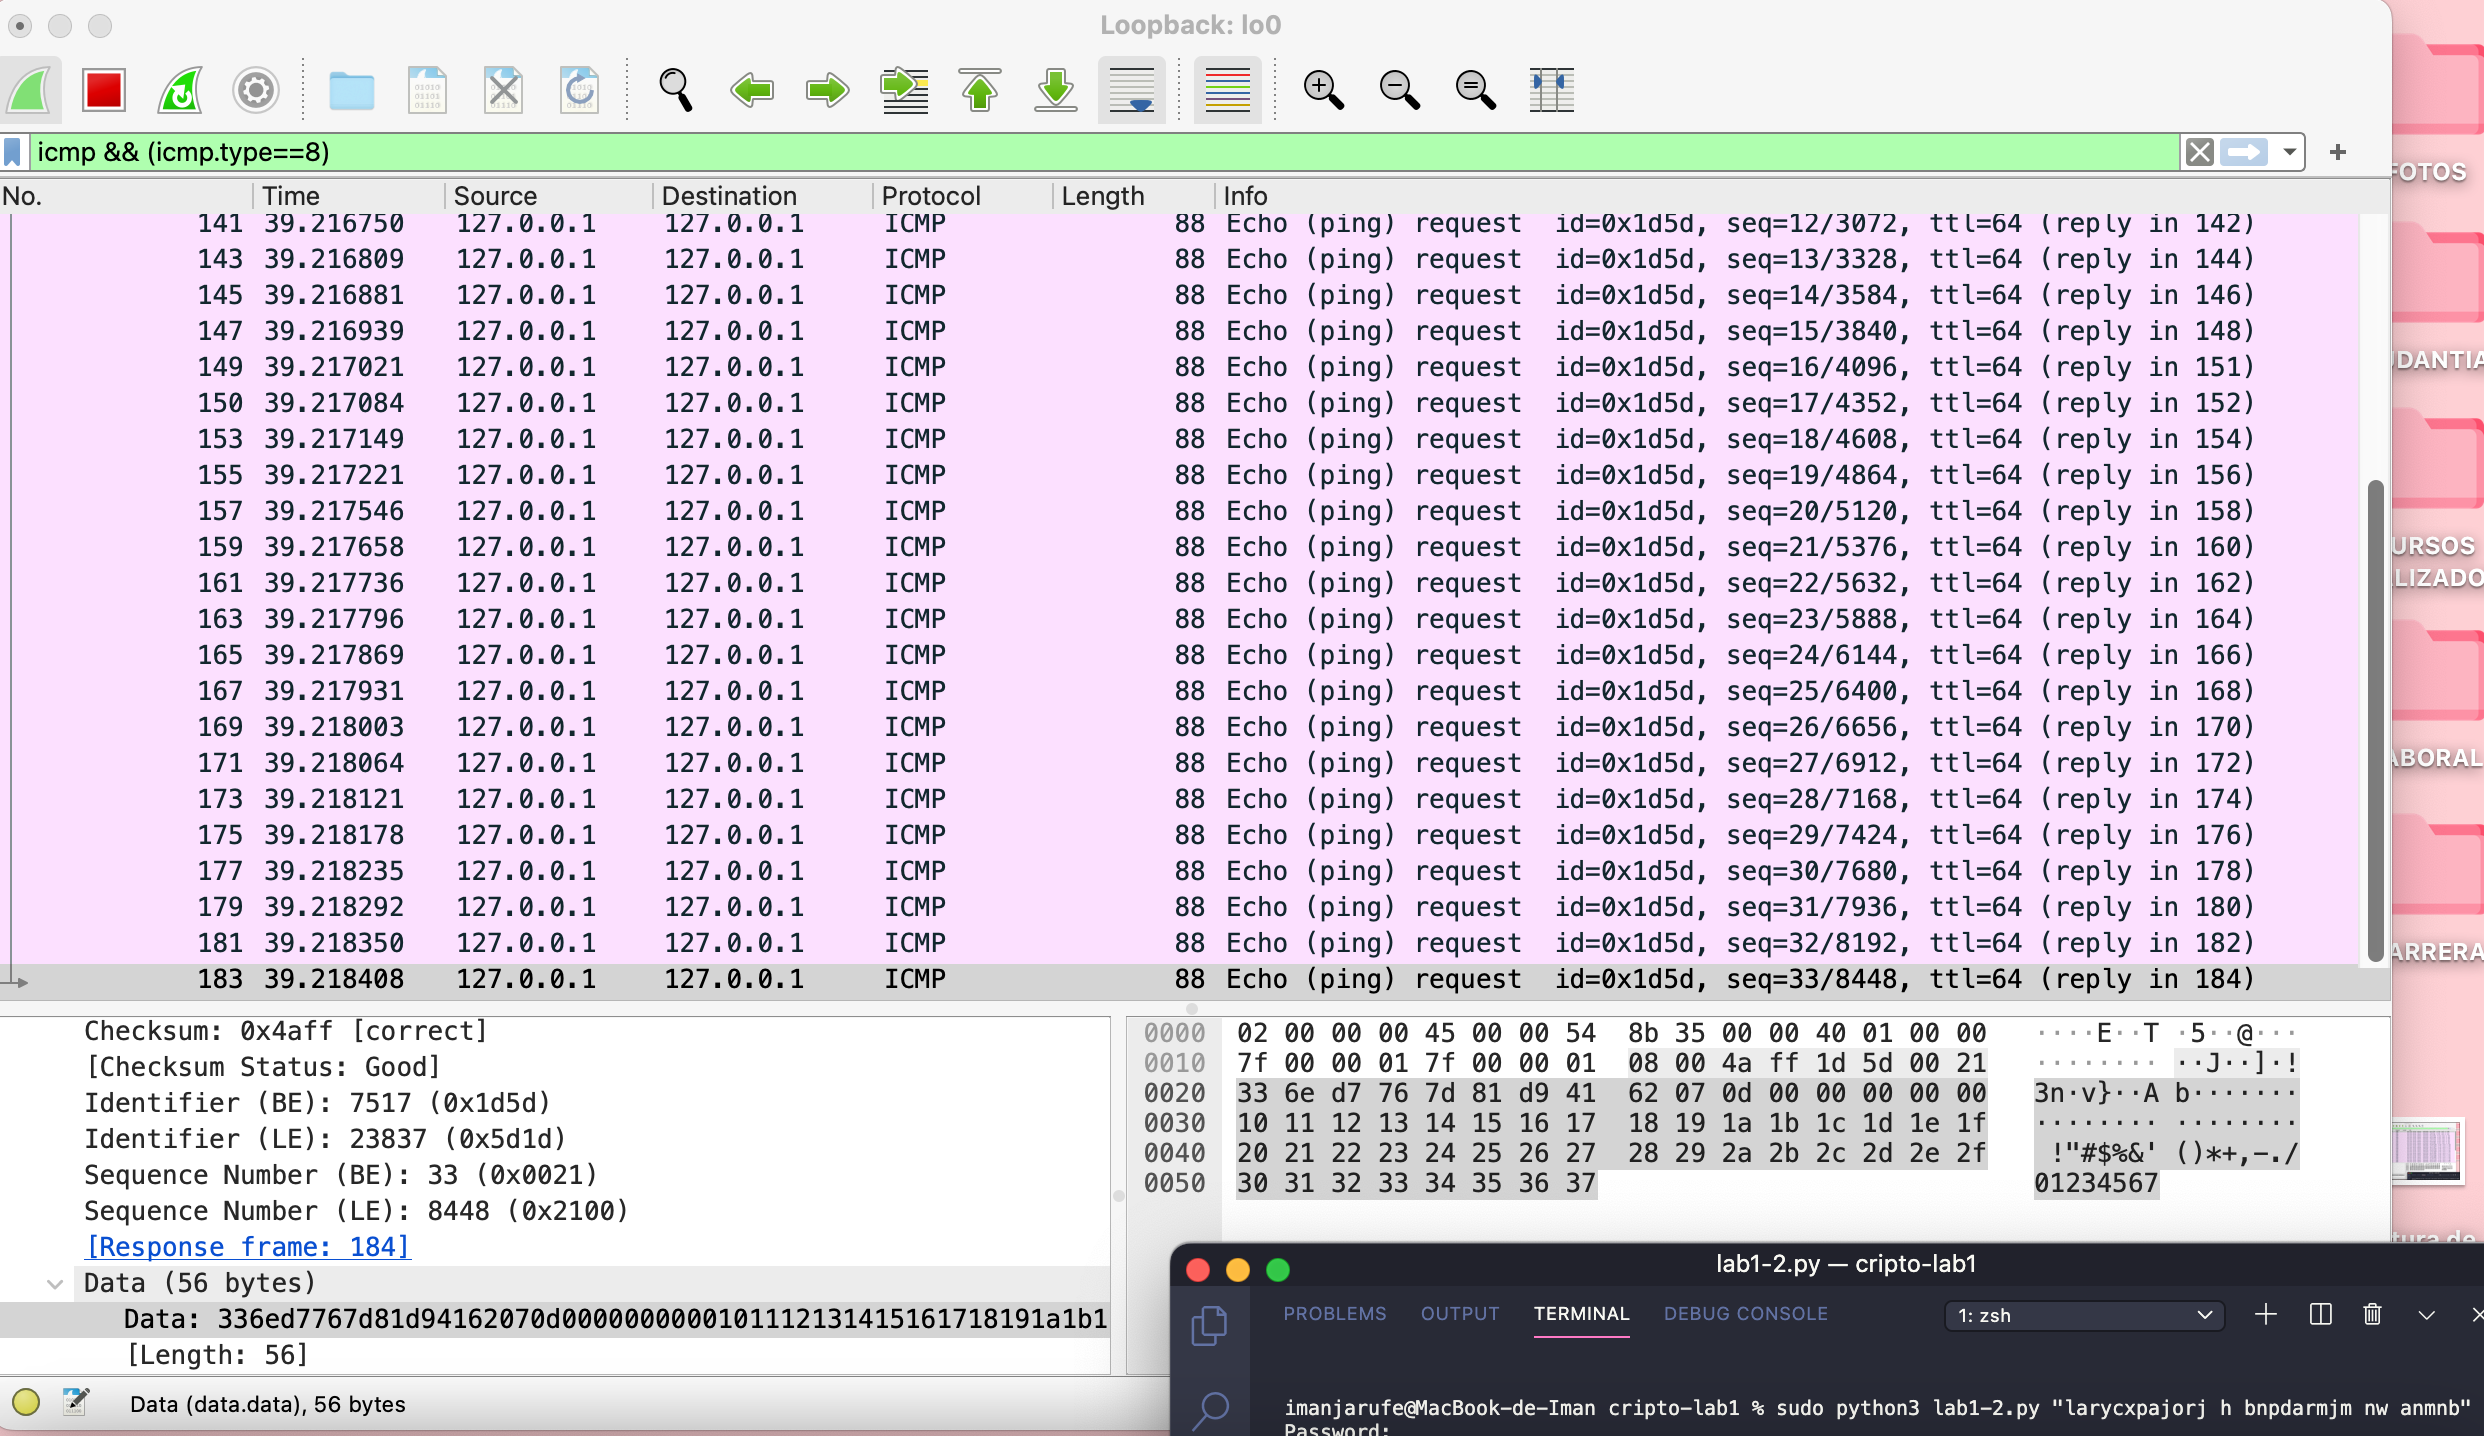 Loopback: lo0
icmp && (icmp.type==8)
No. Time Source Destination Protocol Length Info
141 39.216750 127.0.0.1 127.0.0.1 ICMP 88 Echo (ping) request id=0x1d5d, seq=12/3072, ttl=64 (reply in 142)
143 39.216809 127.0.0.1 127.0.0.1 ICMP 88 Echo (ping) request id=0x1d5d, seq=13/3328, ttl=64 (reply in 144)
145 39.216881 127.0.0.1 127.0.0.1 ICMP 88 Echo (ping) request id=0x1d5d, seq=14/3584, ttl=64 (reply in 146)
147 39.216939 127.0.0.1 127.0.0.1 ICMP 88 Echo (ping) request id=0x1d5d, seq=15/3840, ttl=64 (reply in 148)
149 39.217021 127.0.0.1 127.0.0.1 ICMP 88 Echo (ping) request id=0x1d5d, seq=16/4096, ttl=64 (reply in 151)
150 39.217084 127.0.0.1 127.0.0.1 ICMP 88 Echo (ping) request id=0x1d5d, seq=17/4352, ttl=64 (reply in 152)
153 39.217149 127.0.0.1 127.0.0.1 ICMP 88 Echo (ping) request id=0x1d5d, seq=18/4608, ttl=64 (reply in 154)
155 39.217221 127.0.0.1 127.0.0.1 ICMP 88 Echo (ping) request id=0x1d5d, seq=19/4864, ttl=64 (reply in 156)
157 39.217546 127.0.0.1 127.0.0.1 ICMP 88 Echo (ping) request id=0x1d5d, seq=20/5120, ttl=64 (reply in 158)
159 39.217658 127.0.0.1 127.0.0.1 ICMP 88 Echo (ping) request id=0x1d5d, seq=21/5376, ttl=64 (reply in 160)
161 39.217736 127.0.0.1 127.0.0.1 ICMP 88 Echo (ping) request id=0x1d5d, seq=22/5632, ttl=64 (reply in 162)
163 39.217796 127.0.0.1 127.0.0.1 ICMP 88 Echo (ping) request id=0x1d5d, seq=23/5888, ttl=64 (reply in 164)
165 39.217869 127.0.0.1 127.0.0.1 ICMP 88 Echo (ping) request id=0x1d5d, seq=24/6144, ttl=64 (reply in 166)
167 39.217931 127.0.0.1 127.0.0.1 ICMP 88 Echo (ping) request id=0x1d5d, seq=25/6400, ttl=64 (reply in 168)
169 39.218003 127.0.0.1 127.0.0.1 ICMP 88 Echo (ping) request id=0x1d5d, seq=26/6656, ttl=64 (reply in 170)
171 39.218064 127.0.0.1 127.0.0.1 ICMP 88 Echo (ping) request id=0x1d5d, seq=27/6912, ttl=64 (reply in 172)
173 39.218121 127.0.0.1 127.0.0.1 ICMP 88 Echo (ping) request id=0x1d5d, seq=28/7168, ttl=64 (reply in 174)
175 39.218178 127.0.0.1 127.0.0.1 ICMP 88 Echo (ping) request id=0x1d5d, seq=29/7424, ttl=64 (reply in 176)
177 39.218235 127.0.0.1 127.0.0.1 ICMP 88 Echo (ping) request id=0x1d5d, seq=30/7680, ttl=64 (reply in 178)
179 39.218292 127.0.0.1 127.0.0.1 ICMP 88 Echo (ping) request id=0x1d5d, seq=31/7936, ttl=64 (reply in 180)
181 39.218350 127.0.0.1 127.0.0.1 ICMP 88 Echo (ping) request id=0x1d5d, seq=32/8192, ttl=64 (reply in 182)
183 39.218408 127.0.0.1 127.0.0.1 ICMP 88 Echo (ping) request id=0x1d5d, seq=33/8448, ttl=64 (reply in 184)
Checksum: 0x4aff [correct]
[Checksum Status: Good]
Identifier (BE): 7517 (0x1d5d)
Identifier (LE): 23837 (0x5d1d)
Sequence Number (BE): 33 (0x0021)
Sequence Number (LE): 8448 (0x2100)
[Response frame: 184]
Data (56 bytes)
Data: 336ed7767d81d94162070d0000000000101112131415161718191a1b1
[Length: 56]
0000 02 00 00 00 45 00 00 54 8b 35 00 00 40 01 00 00 ····E··T ·5··@···
0010 7f 00 00 01 7f 00 00 01 08 00 4a ff 1d 5d 00 21 ········ ··J··]·!
0020 33 6e d7 76 7d 81 d9 41 62 07 0d 00 00 00 00 00 3n·v}··A b·······
0030 10 11 12 13 14 15 16 17 18 19 1a 1b 1c 1d 1e 1f ········ ········
0040 20 21 22 23 24 25 26 27 28 29 2a 2b 2c 2d 2e 2f !"#$%&' ()*+,-./
0050 30 31 32 33 34 35 36 37 01234567
Data (data.data), 56 bytes
lab1-2.py — cripto-lab1
PROBLEMS OUTPUT TERMINAL DEBUG CONSOLE 1: zsh
imanjarufe@MacBook-de-Iman cripto-lab1 % sudo python3 lab1-2.py "larycxpajorj h bnpdarmjm nw anmnb"
Password:
FOTOS
UDANTIA
URSOS
LIZADO
ABORAL
ARRERA
tura de